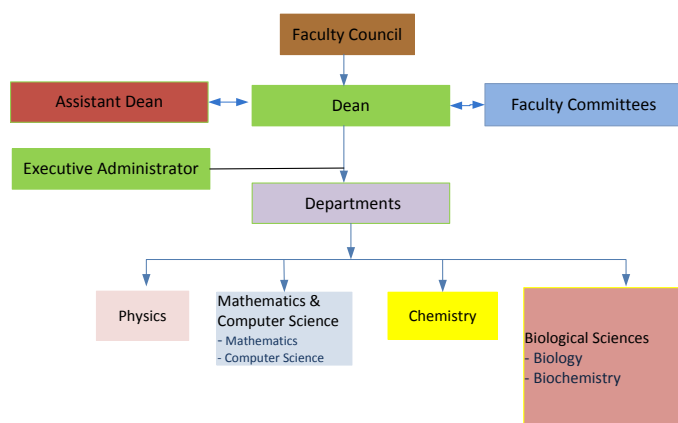 Faculty Council
Assistant Dean
Dean
Faculty Committees
Executive Administrator
Departments
Physics
Mathematics &
Computer Science
- Mathematics
- Computer Science
Chemistry
Biological Sciences
- Biology
- Biochemistry